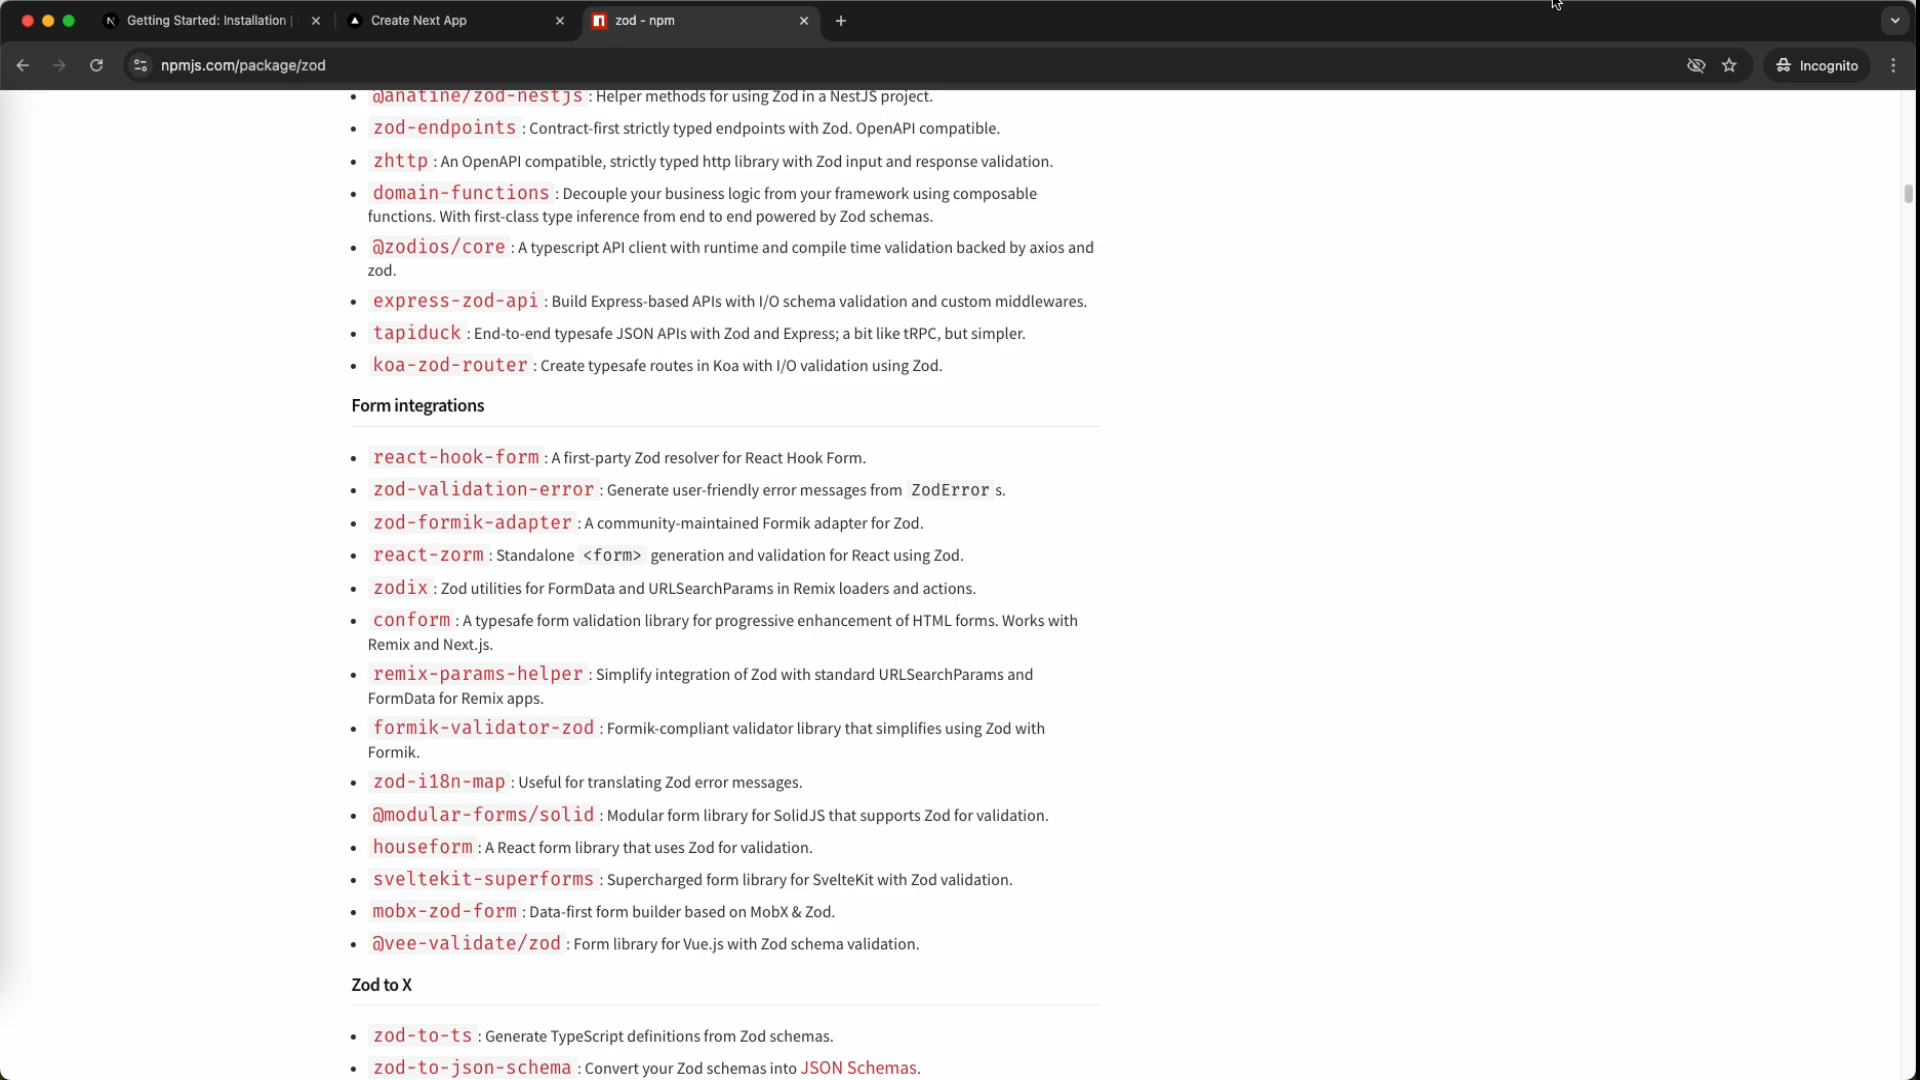 Getting Started: Installation |
Create Next App
zod - npm
npmjs.com/package/zod
Incognito
@anatine/zod-nestjs : Helper methods for using Zod in a NestJS project.
zod-endpoints : Contract-first strictly typed endpoints with Zod. OpenAPI compatible.
zhttp : An OpenAPI compatible, strictly typed http library with Zod input and response validation.
domain-functions : Decouple your business logic from your framework using composable
functions. With first-class type inference from end to end powered by Zod schemas.
@zodios/core : A typescript API client with runtime and compile time validation backed by axios and
zod.
express-zod-api : Build Express-based APIs with I/O schema validation and custom middlewares.
tapiduck : End-to-end typesafe JSON APIs with Zod and Express; a bit like tRPC, but simpler.
koa-zod-router : Create typesafe routes in Koa with I/O validation using Zod.
Form integrations
react-hook-form : A first-party Zod resolver for React Hook Form.
zod-validation-error : Generate user-friendly error messages from ZodError s.
zod-formik-adapter : A community-maintained Formik adapter for Zod.
react-zorm : Standalone <form> generation and validation for React using Zod.
zodix : Zod utilities for FormData and URLSearchParams in Remix loaders and actions.
conform : A typesafe form validation library for progressive enhancement of HTML forms. Works with
Remix and Next.js.
remix-params-helper : Simplify integration of Zod with standard URLSearchParams and
FormData for Remix apps.
formik-validator-zod : Formik-compliant validator library that simplifies using Zod with
Formik.
zod-i18n-map : Useful for translating Zod error messages.
@modular-forms/solid : Modular form library for SolidJS that supports Zod for validation.
houseform : A React form library that uses Zod for validation.
sveltekit-superforms : Supercharged form library for SvelteKit with Zod validation.
mobx-zod-form : Data-first form builder based on MobX & Zod.
@vee-validate/zod : Form library for Vue.js with Zod schema validation.
Zod to X
zod-to-ts : Generate TypeScript definitions from Zod schemas.
zod-to-json-schema : Convert your Zod schemas into JSON Schemas.